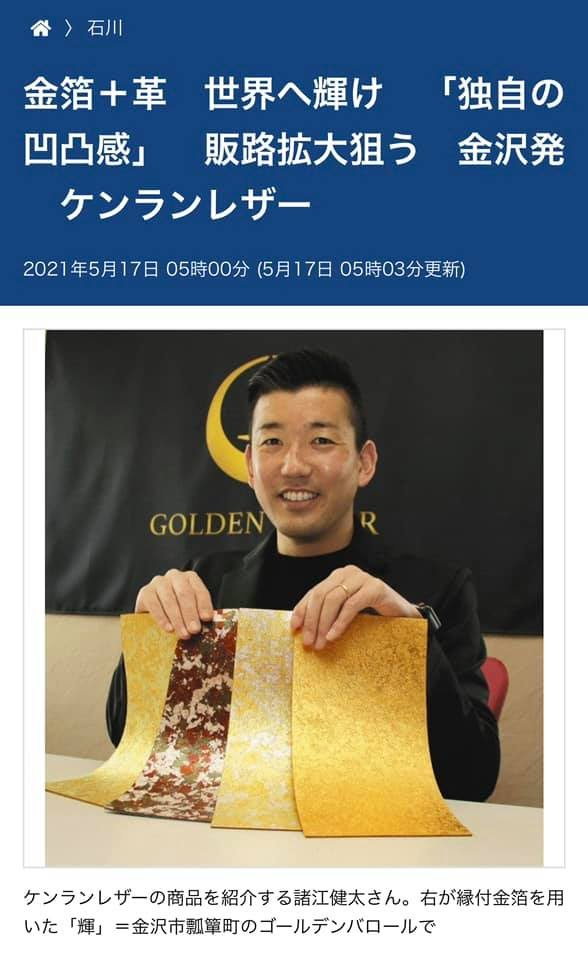 石川
金箔＋革　世界へ輝け　「独自の
凹凸感」　販路拡大狙う　金沢発
ケンランレザー
2021年5月17日 05時00分 (5月17日 05時03分更新)
GOLDEN R
ケンランレザーの商品を紹介する諸江健太さん。右が縁付金箔を用
いた「輝」＝金沢市瓢箪町のゴールデンバロールで